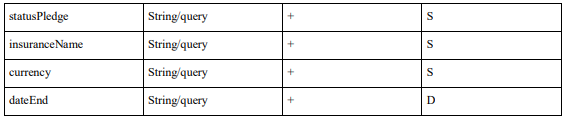 statusPledge String/query + S
insuranceName String/query + S
currency String/query + S
dateEnd String/query + D